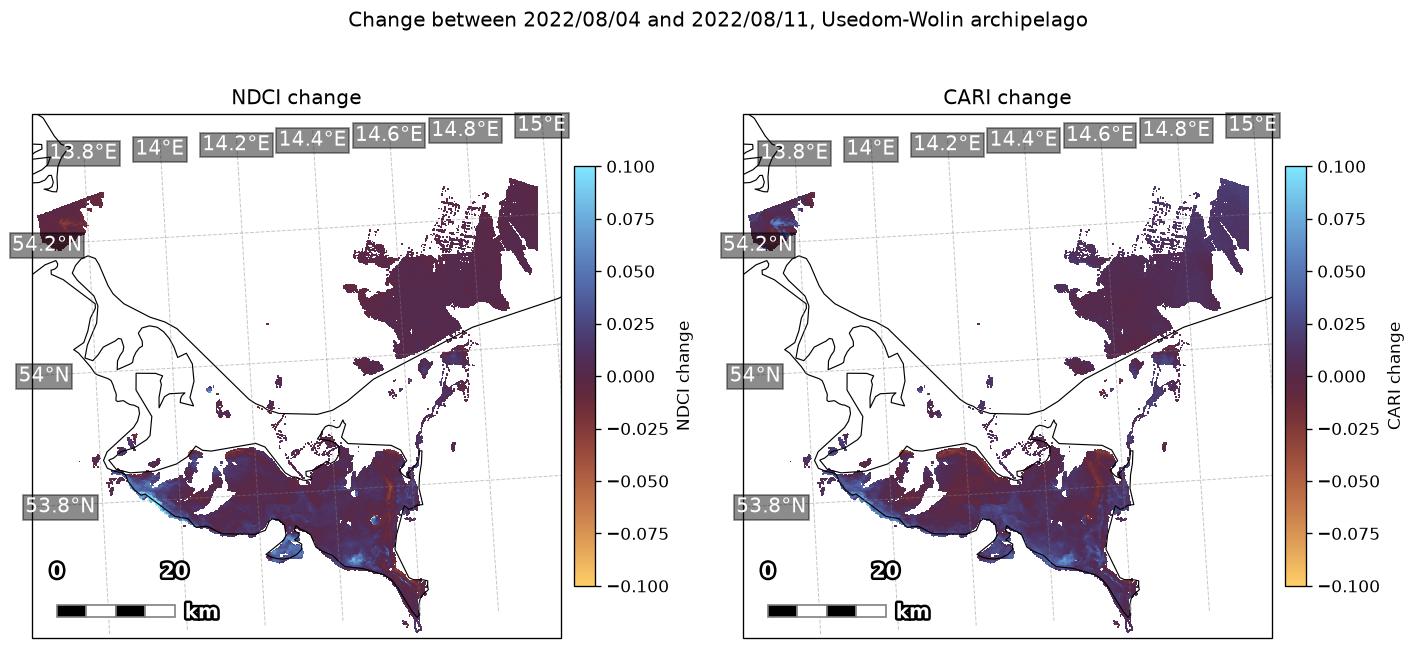 Change between 2022/08/04 and 2022/08/11, Usedom-Wolin archipelago
NDCI change
13.8°E
14°E
14.2°E
14.4°E
14.6°E
14.8°E
15°E
54.2°N
54°N
53.8°N
0
20
km
0.100
0.075
0.050
0.025
0.000
−0.025
−0.050
−0.075
−0.100
NDCI change
CARI change
13.8°E
14°E
14.2°E
14.4°E
14.6°E
14.8°E
15°E
54.2°N
54°N
53.8°N
0
20
km
0.100
0.075
0.050
0.025
0.000
−0.025
−0.050
−0.075
−0.100
CARI change